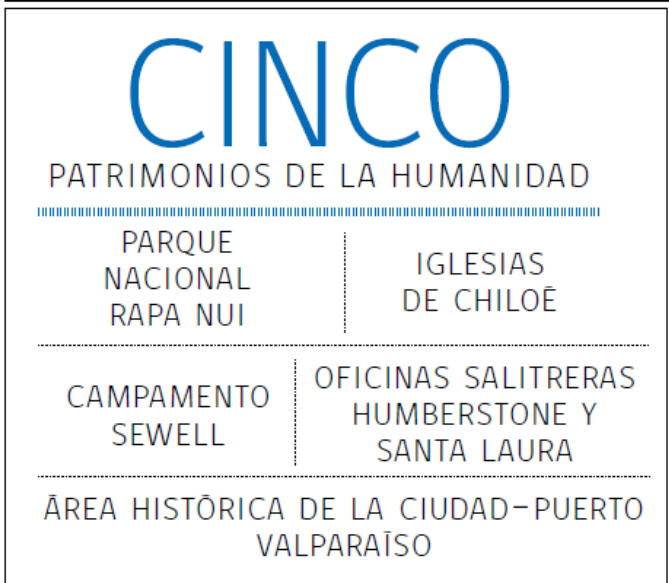 CINCO
PATRIMONIOS DE LA HUMANIDAD
PARQUE
NACIONAL
RAPA NUI
IGLESIAS
DE CHILOÉ
CAMPAMENTO
SEWELL
OFICINAS SALITRERAS
HUMBERSTONE Y
SANTA LAURA
ÁREA HISTÓRICA DE LA CIUDAD-PUERTO
VALPARAÍSO